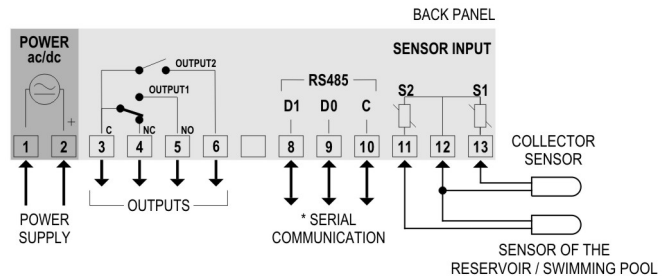 BACK PANEL
POWER
ac/dc
SENSOR INPUT
OUTPUT2
RS485
OUTPUT1
S2
S1
D1 D0 C
+
C NC NO
1 2 3 4 5 6 8 9 10 11 12 13
COLLECTOR
SENSOR
OUTPUTS
POWER
SUPPLY
* SERIAL
COMMUNICATION
SENSOR OF THE
RESERVOIR / SWIMMING POOL